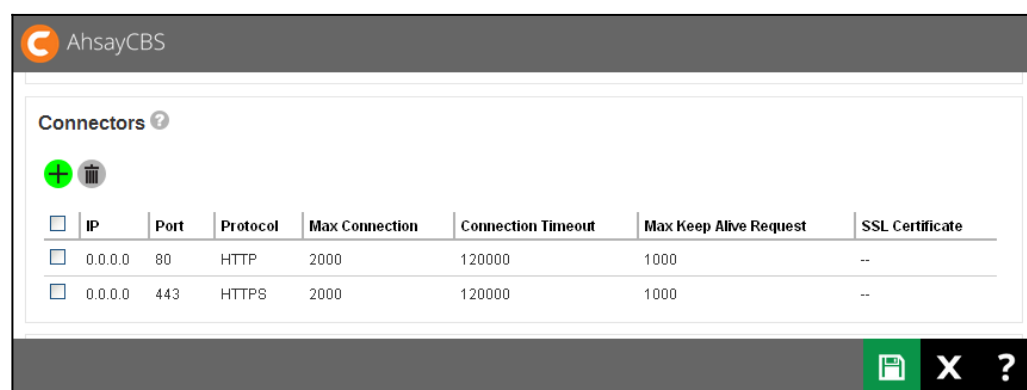 AhsayCBS
Connectors ?
IP Port Protocol Max Connection Connection Timeout Max Keep Alive Request SSL Certificate
0.0.0.0 80 HTTP 2000 120000 1000 --
0.0.0.0 443 HTTPS 2000 120000 1000 --
X ?